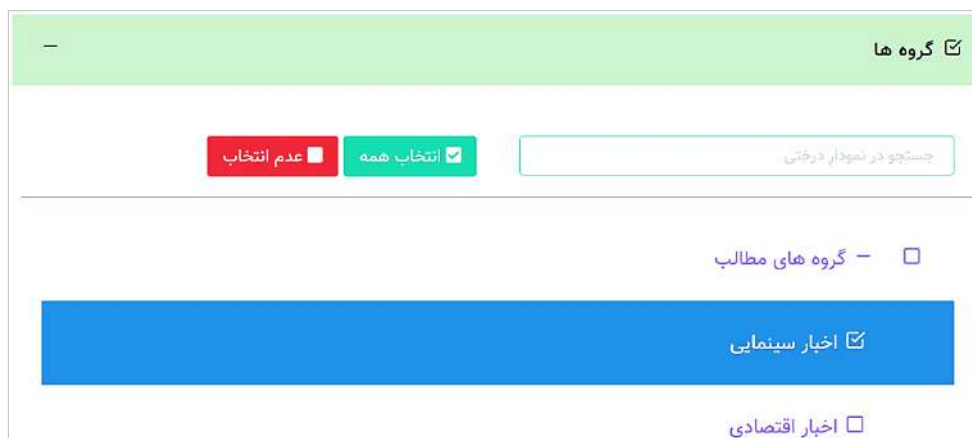 گروه ها
جستجو در نمودار درختی
انتخاب همه
عدم انتخاب
گروه های مطالب
اخبار سینمایی
اخبار اقتصادی